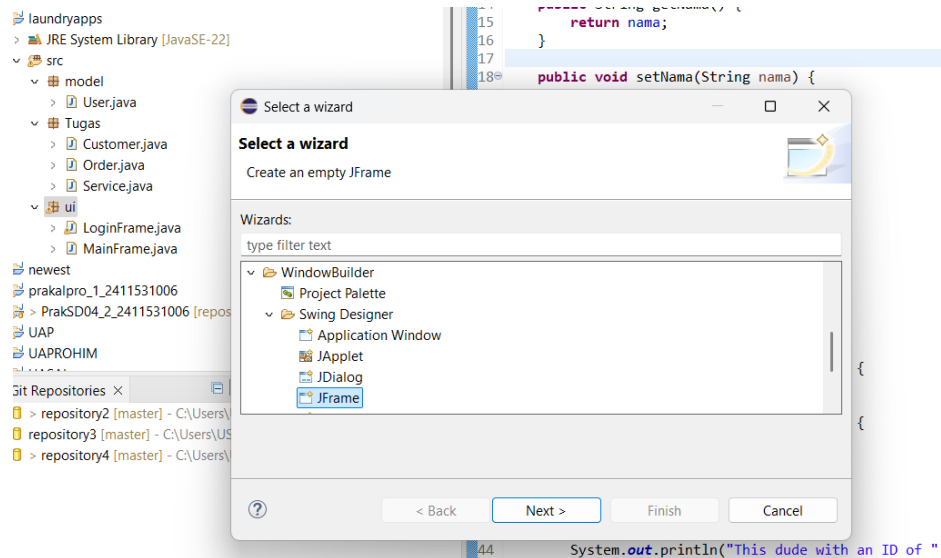 laundryapps
JRE System Library [JavaSE-22]
src
model
User.java
Tugas
Customer.java
Order.java
Service.java
ui
LoginFrame.java
MainFrame.java
newest
prakalpro_1_2411531006
> PrakSD04_2_2411531006 [repos
UAP
UAPROHIM
Git Repositories
> repository2 [master] - C:\Users\
repository3 [master] - C:\Users\US
> repository4 [master] - C:\Users\
public String getNama() {
15 return nama;
16 }
17
18 public void setNama(String nama) {
Select a wizard
Select a wizard
Create an empty JFrame
Wizards:
type filter text
WindowBuilder
Project Palette
Swing Designer
Application Window
JApplet
JDialog
JFrame
{
{
? < Back Next > Finish Cancel
44 System.out.println("This dude with an ID of "